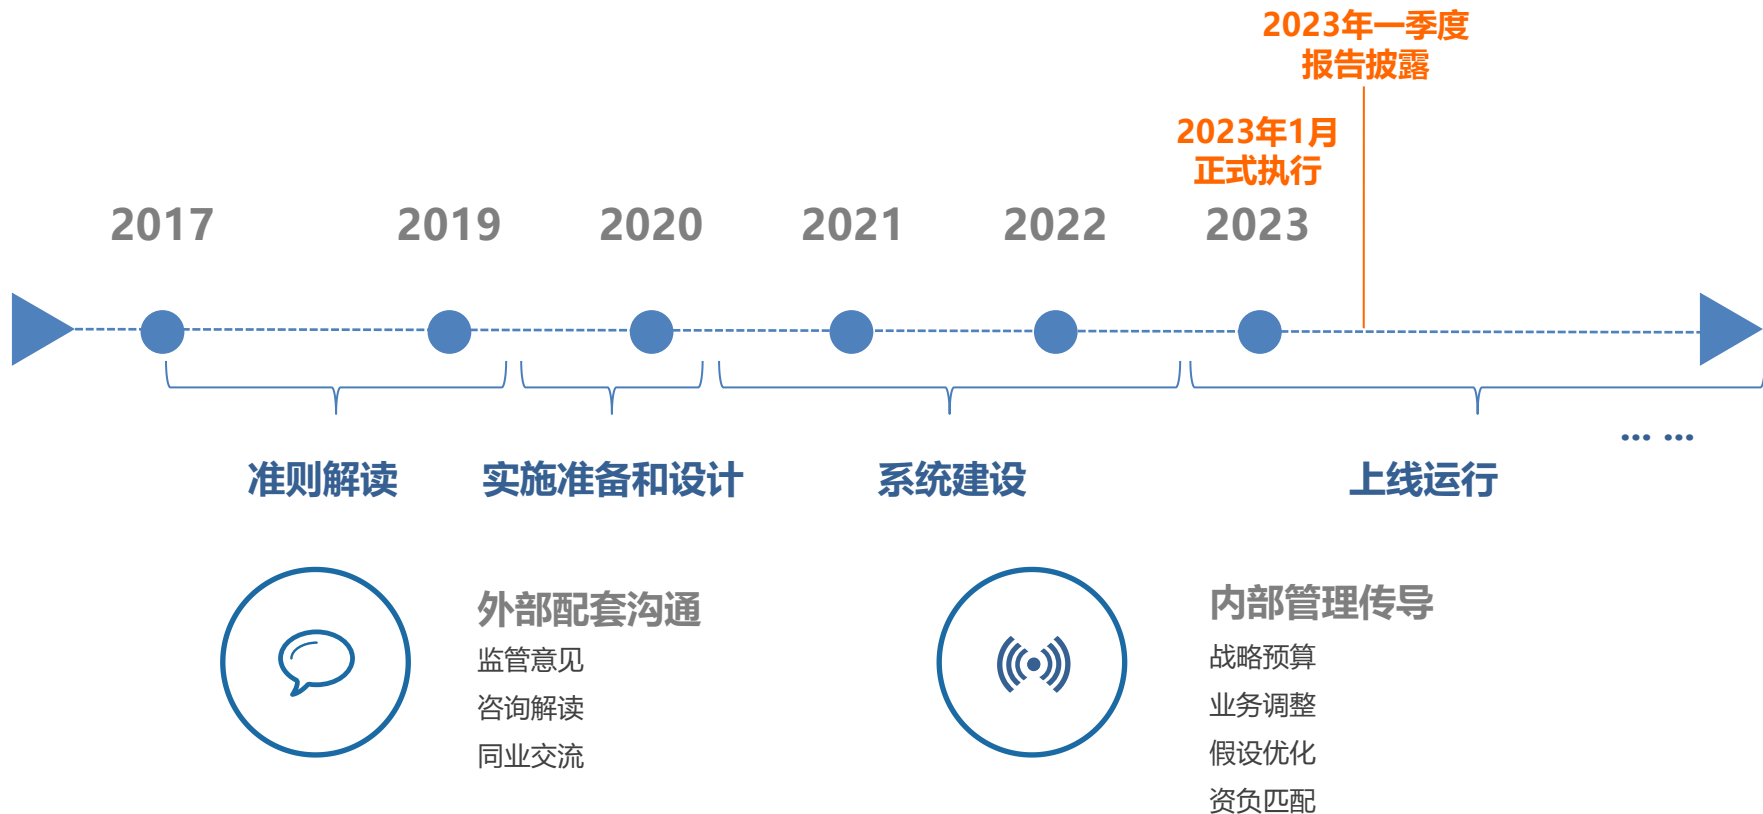 2023年一季度
报告披露
2023年1月
正式执行
2017
2019
2020
2021
2022
2023
... ...
准则解读
实施准备和设计
系统建设
上线运行
外部配套沟通
监管意见
咨询解读
同业交流
内部管理传导
战略预算
业务调整
假设优化
资负匹配